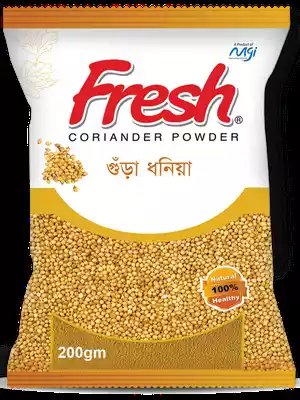 A Product of
mgi
Fresh®
CORIANDER POWDER
গুঁড়া ধনিয়া
Natural
100%
Healthy
200gm